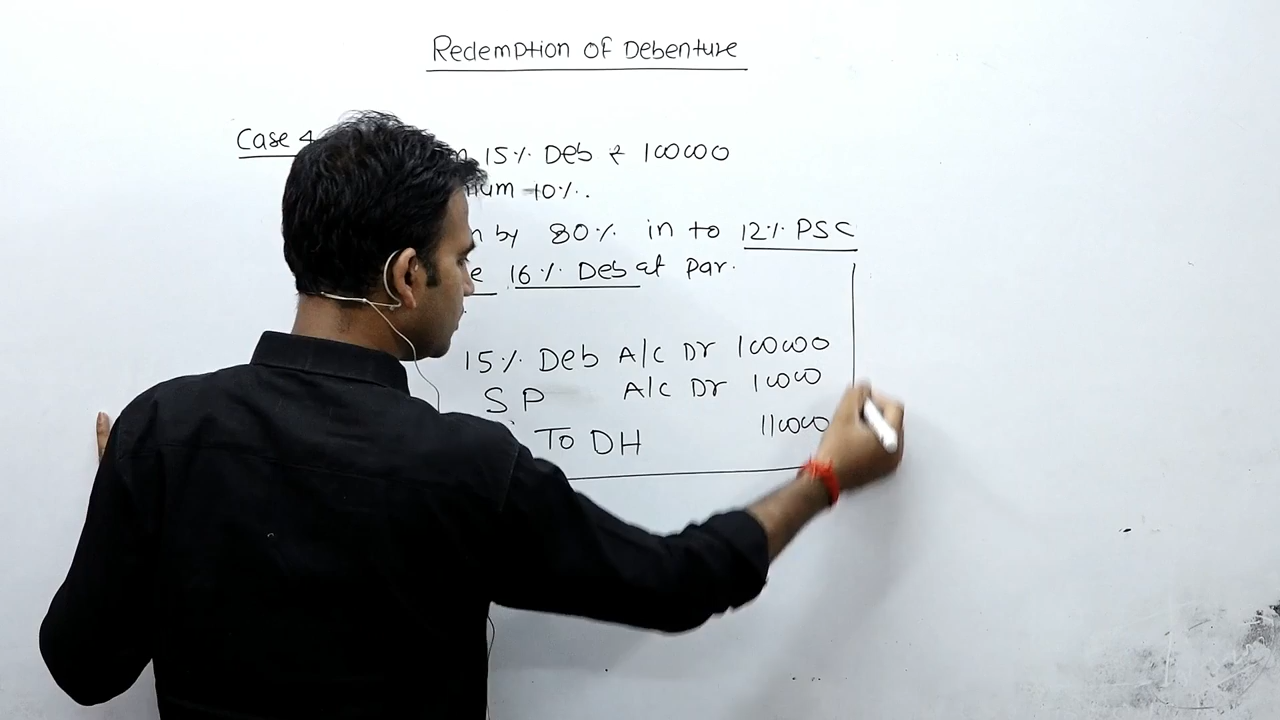 Redemption of Debenture
Case 4
15% Deb ₹ 100000
10%.
by 80% in to 12% PSC
16% Deb at par.
15% Deb A/C Dr 100000
SP A/C Dr 10000
To DH 110000